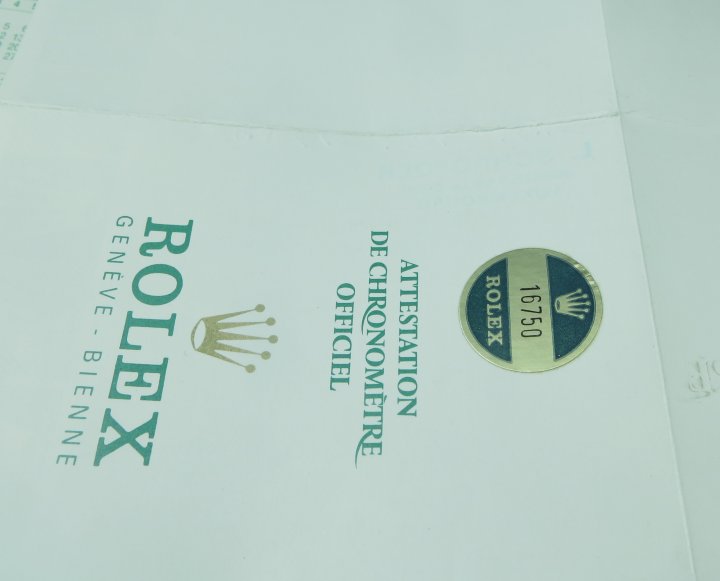 ROLEX
16750
ATTESTATION
DE CHRONOMÈTRE
OFFICIEL
ROLEX
GENÈVE - BIENNE